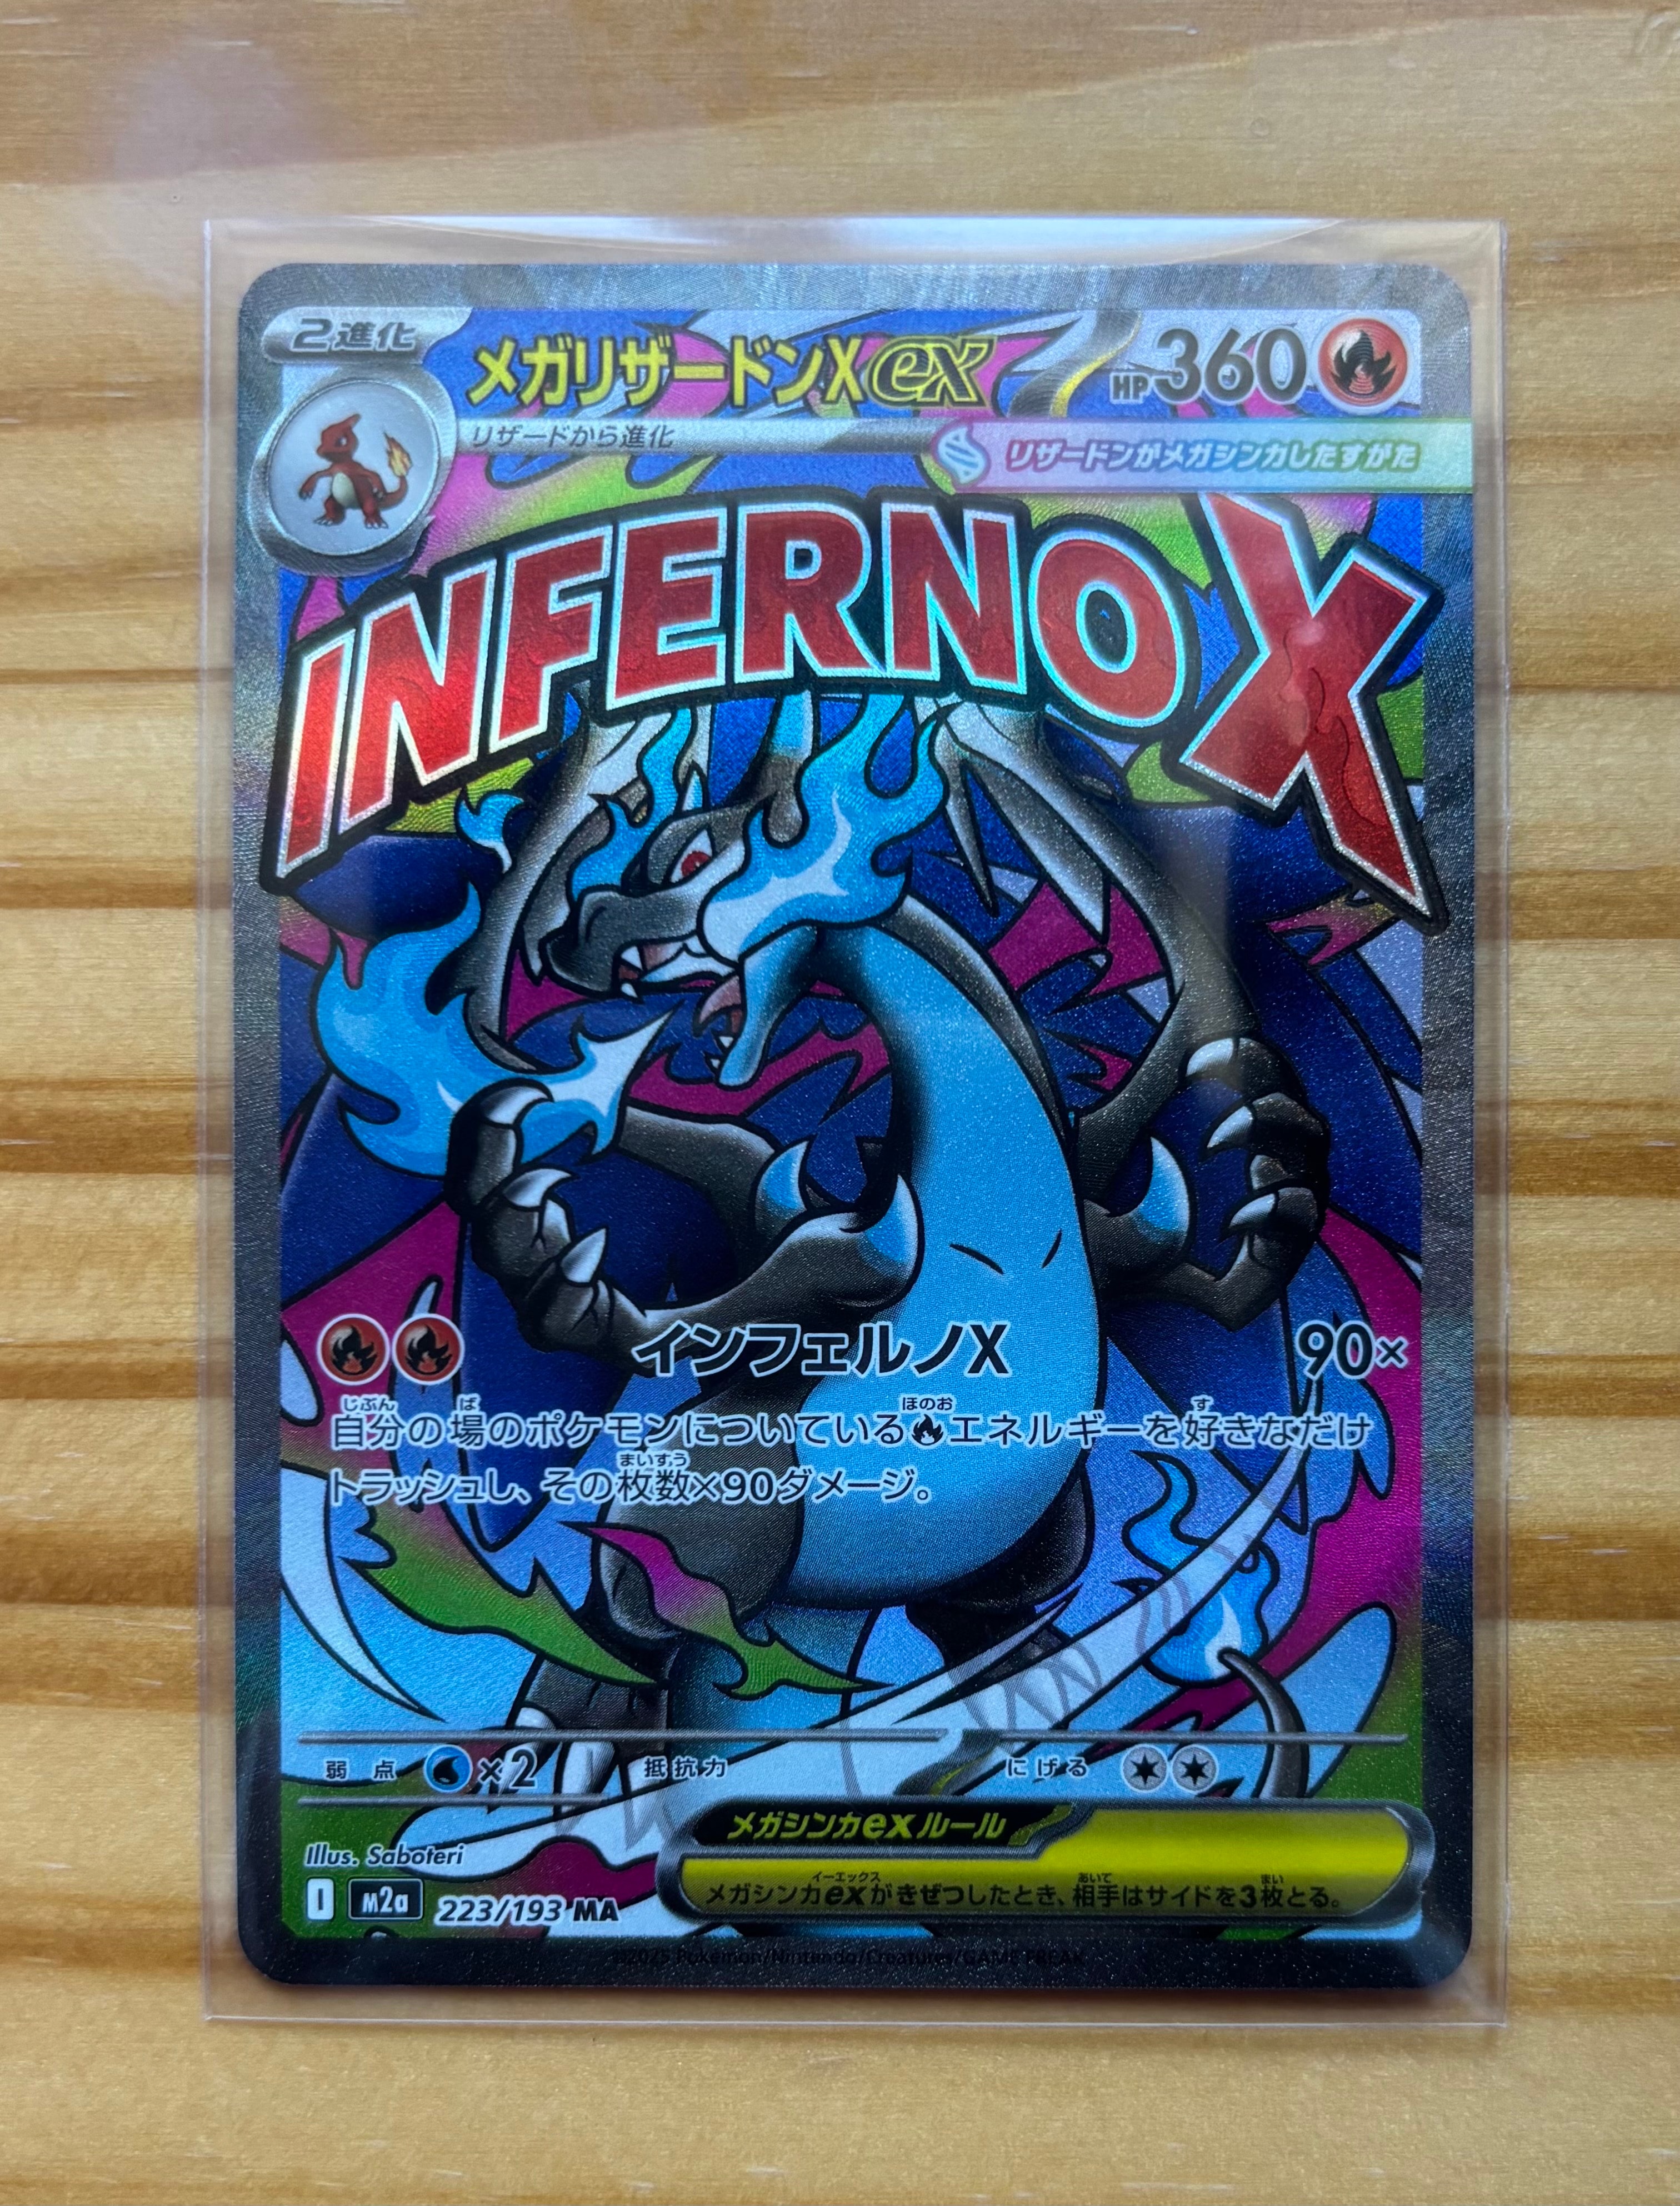 2進化
メガリザードンXex HP360
リザードから進化
リザードンがメガシンカしたすがた
INFERNO X
インフェルノX 90×
自分の場のポケモンについているエネルギーを好きなだけ
トラッシュし、その枚数×90ダメージ。
弱点 ×2 抵抗力 にげる
メガシンカexルール
メガシンカexがきぜつしたとき、相手はサイドを3枚とる。
Illus. Saboteri
I M2a 223/193 MA
©2025 Pokémon/Nintendo/Creatures/GAME FREAK